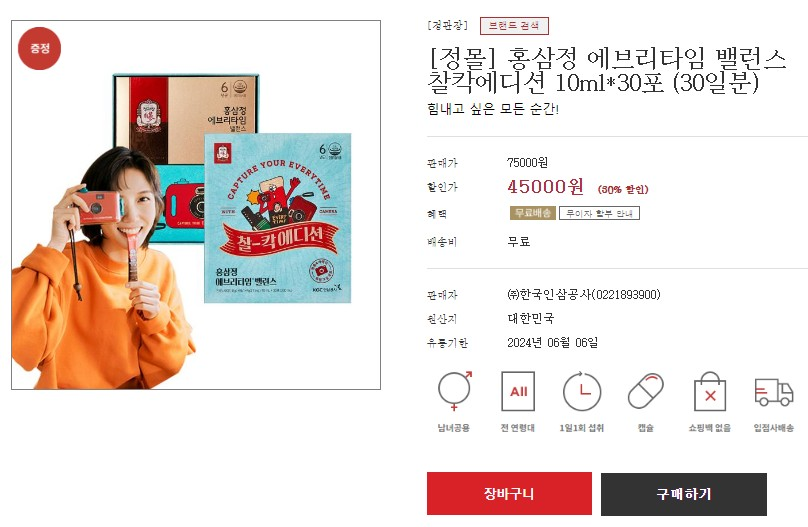 증정
6
홍삼정
에브리타임
밸런스
6
CAPTURE YOUR EVERYTIME
EVERY
TIME
WITH
CAMERA
찰-칵에디션
홍삼정
에브리타임 밸런스
KGC
[정관장] 브랜드 검색
[정몰] 홍삼정 에브리타임 밸런스
찰칵에디션 10ml*30포 (30일분)
힘내고 싶은 모든 순간!
판매가 75000원
할인가 45000원 (50% 할인)
혜택 무료배송 무이자 할부 안내
배송비 무료
판매자 ㈜한국인삼공사(0221893900)
원산지 대한민국
유통기한 2024년 06월 06일
All
남녀공용 전 연령대 1일1회 섭취 캡슐 쇼핑백 없음 입점사배송
장바구니 구매하기